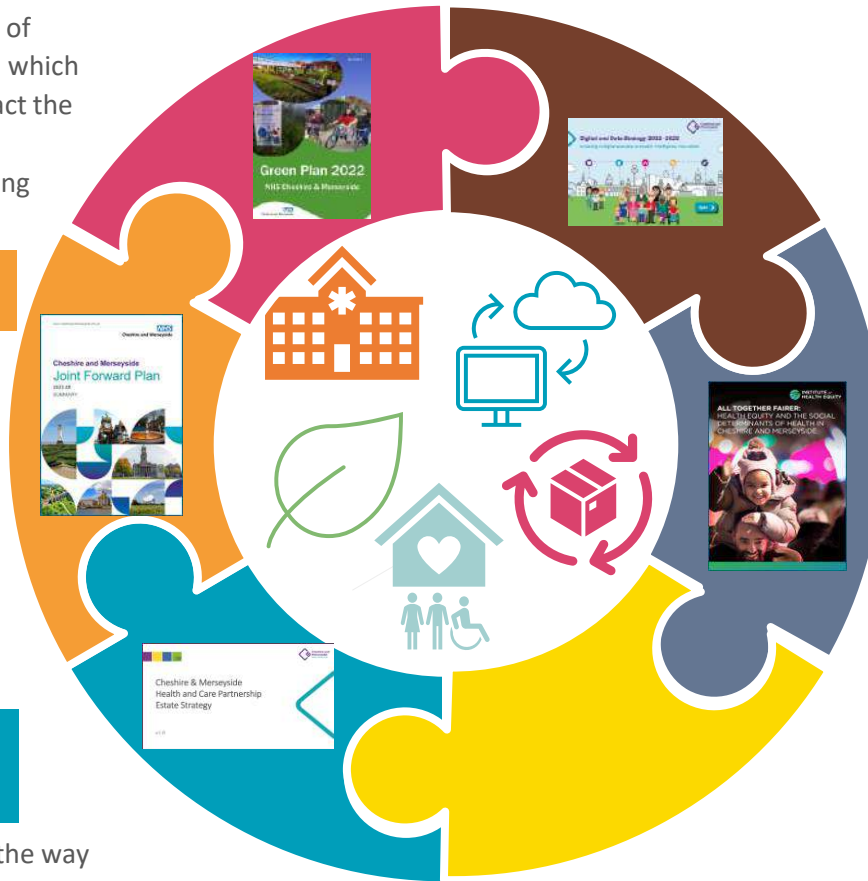 of
which
act the
ing
Green Plan 2022
NHS Cheshire & Merseyside
Digital and Data Strategy 2022-2025
NHS
Cheshire and Merseyside
Cheshire and Merseyside
Joint Forward Plan
SUMMARY
INSTITUTE of
HEALTH EQUITY
ALL TOGETHER FAIRER:
HEALTH EQUITY AND THE SOCIAL
DETERMINANTS OF HEALTH IN
CHESHIRE AND MERSEYSIDE
Cheshire & Merseyside
Health and Care Partnership
Estate Strategy
the way